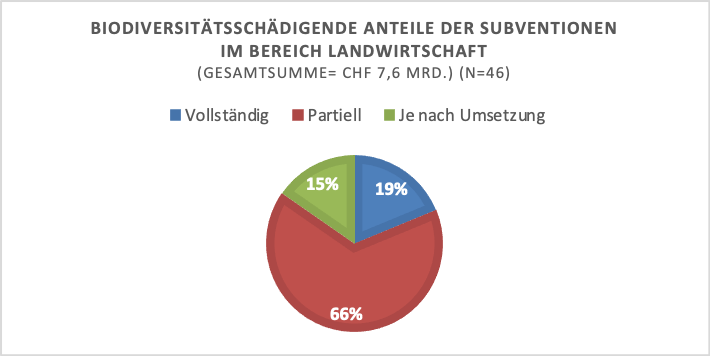 BIODIVERSITÄTSSCHÄDIGENDE ANTEILE DER SUBVENTIONEN
IM BEREICH LANDWIRTSCHAFT
(GESAMTSUMME= CHF 7,6 MRD.) (N=46)
Vollständig Partiell Je nach Umsetzung
15% 19%
66%